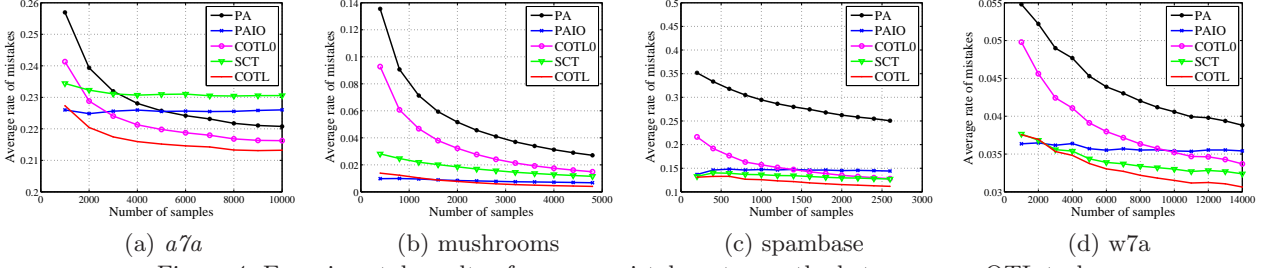 0.26
0.25
0.24
0.23
0.22
0.21
0.2
0 2000 4000 6000 8000 10000
Average rate of mistakes
Number of samples
PA
PAIO
COTL0
SCT
COTL
(a) a7a
0.14
0.12
0.1
0.08
0.06
0.04
0.02
0
0 1000 2000 3000 4000 5000
Average rate of mistakes
Number of samples
PA
PAIO
COTL0
SCT
COTL
(b) mushrooms
0.5
0.45
0.4
0.35
0.3
0.25
0.2
0.15
0.1
0 500 1000 1500 2000 2500 3000
Average rate of mistakes
Number of samples
PA
PAIO
COTL0
SCT
COTL
(c) spambase
0.055
0.05
0.045
0.04
0.035
0.03
0 2000 4000 6000 8000 10000 12000 14000
Average rate of mistakes
Number of samples
PA
PAIO
COTL0
SCT
COTL
(d) w7a